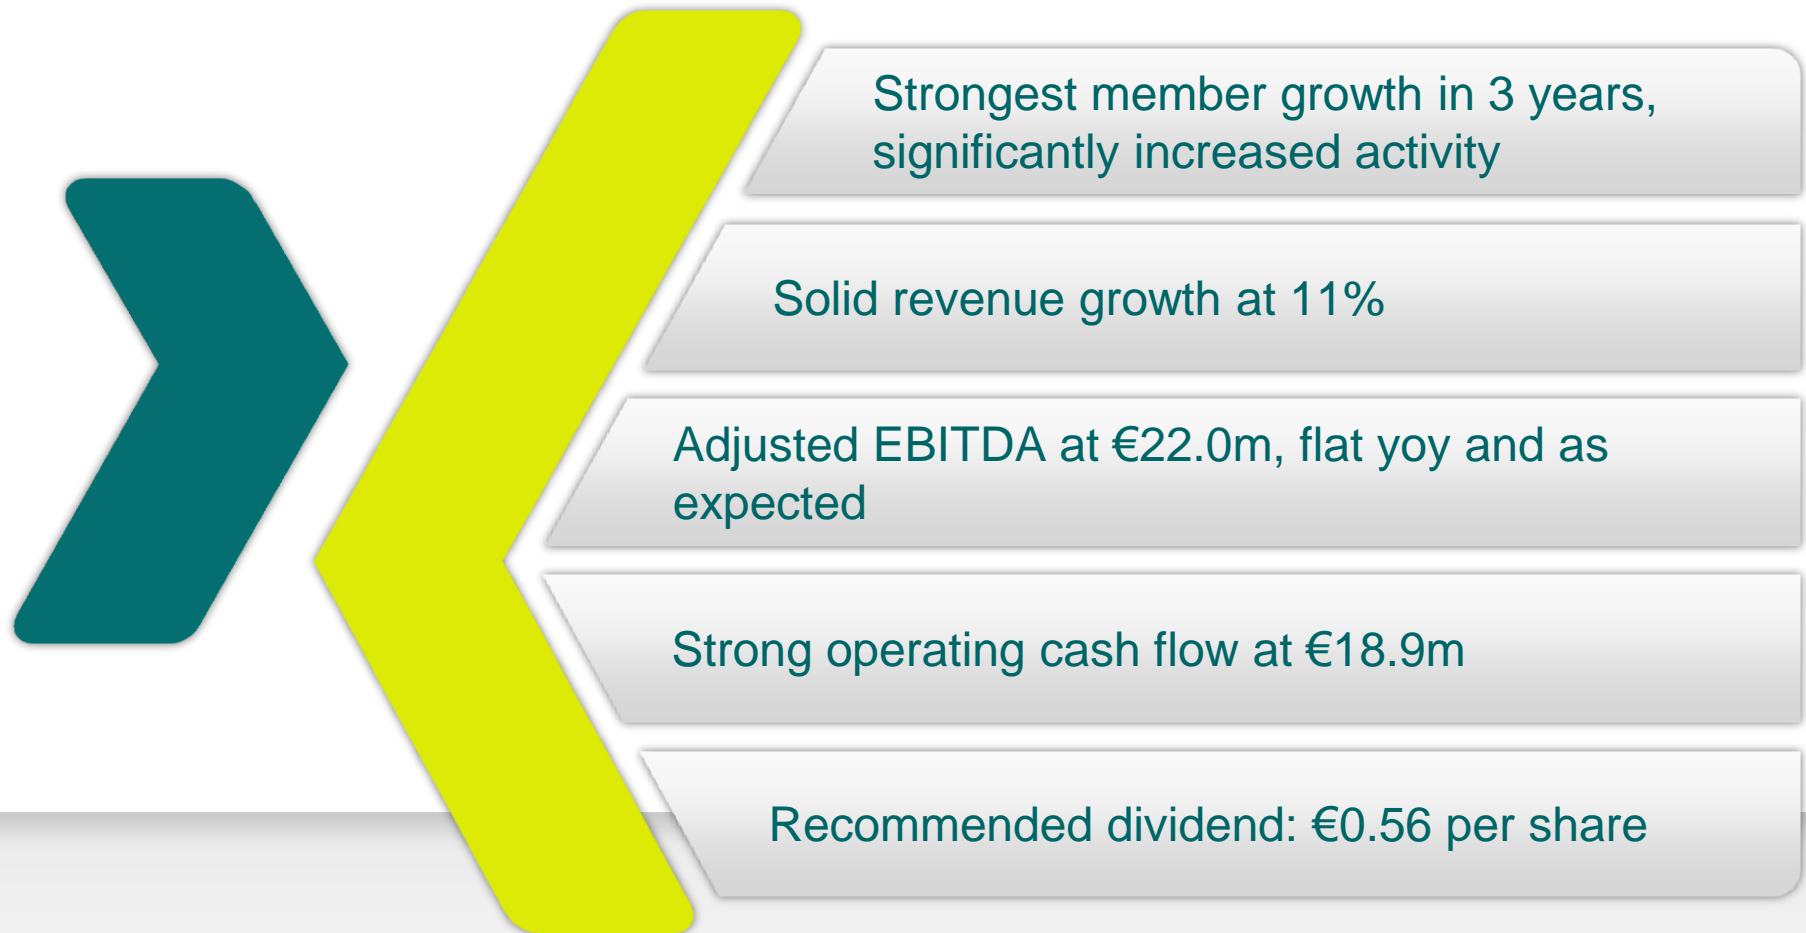 Strongest member growth in 3 years,
significantly increased activity
Solid revenue growth at 11%
Adjusted EBITDA at €22.0m, flat yoy and as
expected
Strong operating cash flow at €18.9m
Recommended dividend: €0.56 per share